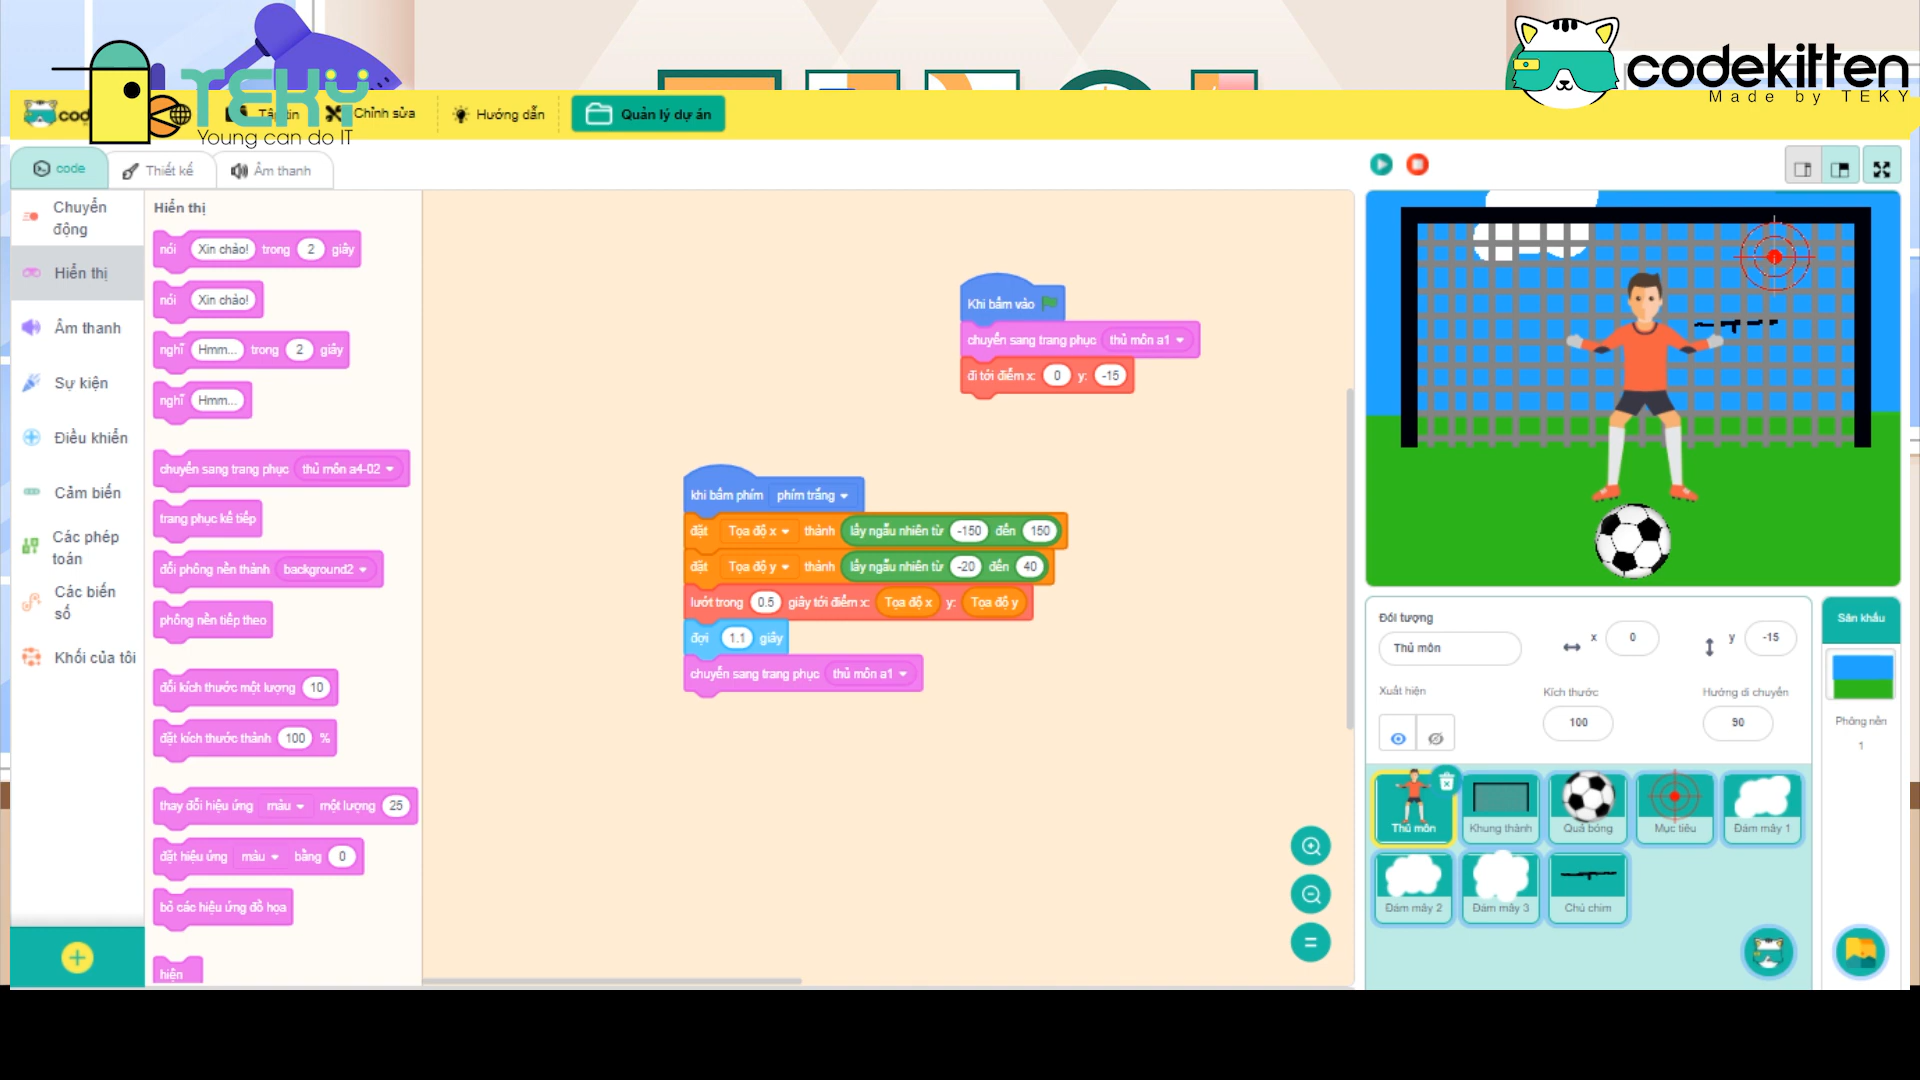 TEKY
Young can do IT
codekitten
Made by TEKY
Chỉnh sửa
Hướng dẫn
Quản lý dự án
code
Thiết kế
Âm thanh
Chuyển động
Hiển thị
Âm thanh
Sự kiện
Điều khiển
Cảm biến
Các phép toán
Các biến số
Khối của tôi
Hiển thị
nói Xin chào! trong 2 giây
nói Xin chào!
nghĩ Hmm... trong 2 giây
nghĩ Hmm...
chuyển sang trang phục thủ môn a4-02
trang phục kế tiếp
đổi phông nền thành background2
phông nền tiếp theo
đổi kích thước một lượng 10
đặt kích thước thành 100 %
thay đổi hiệu ứng màu một lượng 25
đặt hiệu ứng màu bằng 0
bỏ các hiệu ứng đồ họa
hiện
Khi bấm vào
chuyển sang trang phục thủ môn a1
đi tới điểm x: 0 y: -15
khi bấm phím phím trắng
đặt Tọa độ x thành lấy ngẫu nhiên từ -150 đến 150
đặt Tọa độ y thành lấy ngẫu nhiên từ -20 đến 40
lướt trong 0.5 giây tới điểm x: Tọa độ x y: Tọa độ y
đợi 1.1 giây
chuyển sang trang phục thủ môn a1
Đối tượng
Thủ môn
x 0
y -15
Xuất hiện
Kích thước
100
Hướng di chuyển
90
Sân khấu
Phông nền
1
Thủ môn
Khung thành
Quả bóng
Mục tiêu
Đám mây 1
Đám mây 2
Đám mây 3
Chú chim